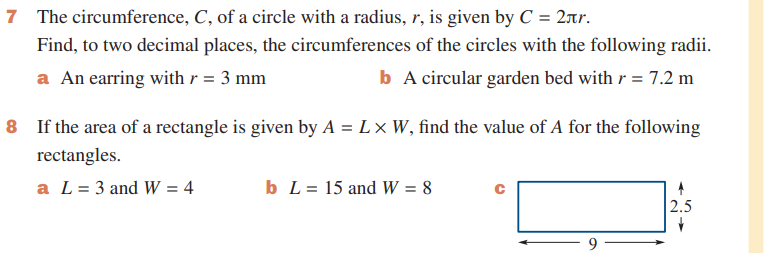 7 The circumference, C, of a circle with a radius, r, is given by C = 2πr.
Find, to two decimal places, the circumferences of the circles with the following radii.
a An earring with r = 3 mm b A circular garden bed with r = 7.2 m
8 If the area of a rectangle is given by A = L × W, find the value of A for the following
rectangles.
a L = 3 and W = 4 b L = 15 and W = 8 c
2.5
9